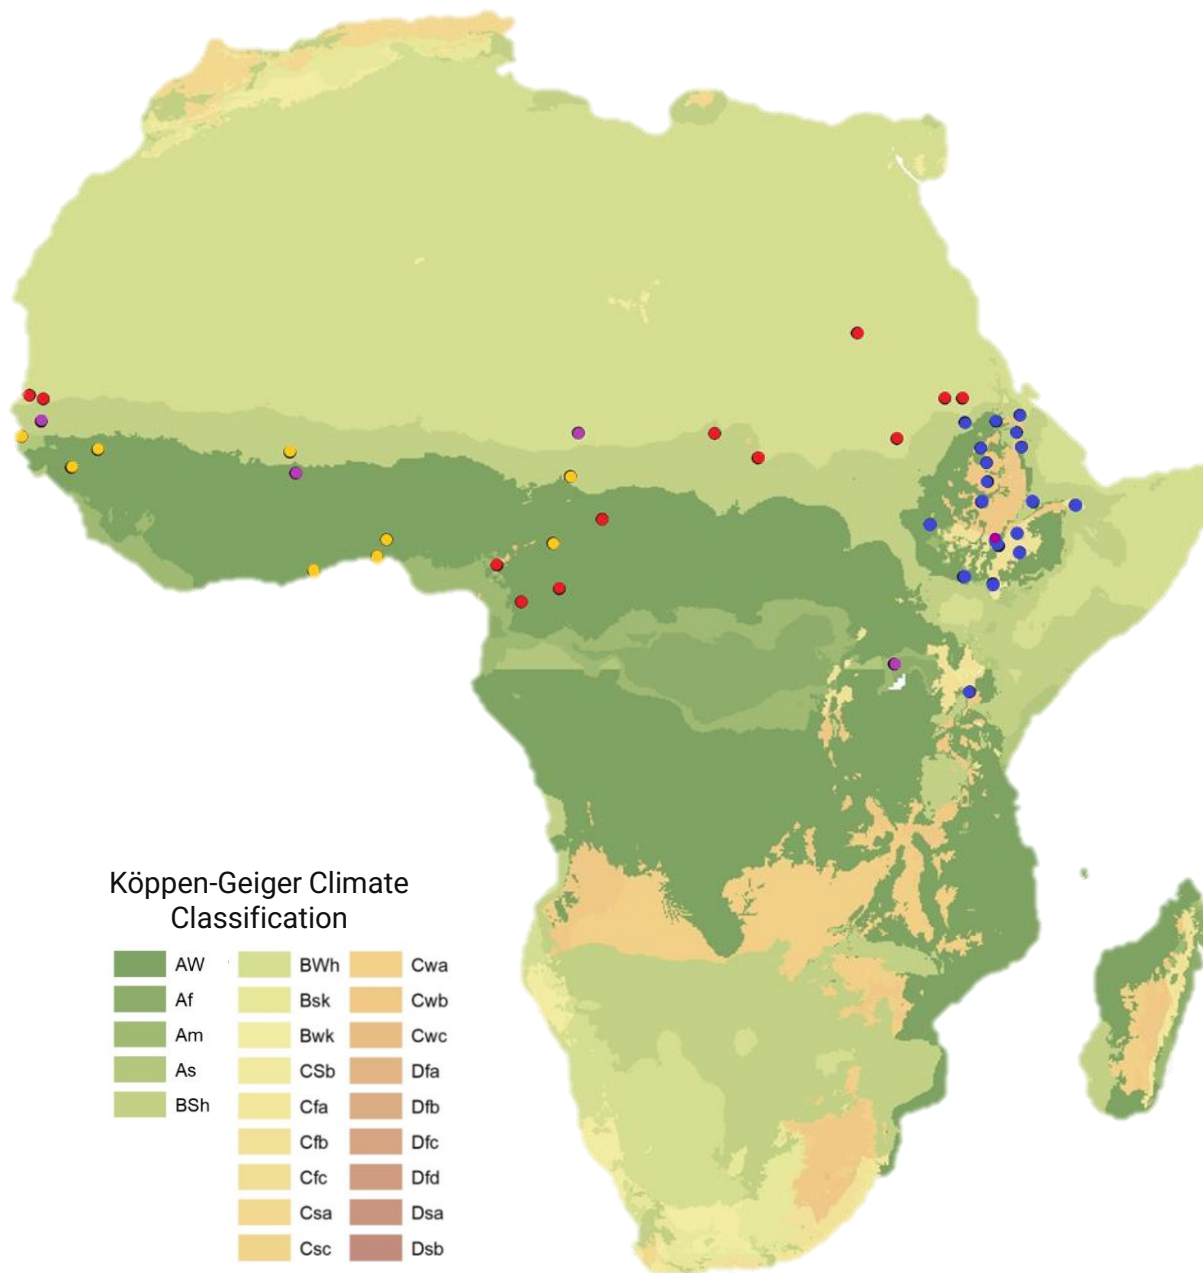 Köppen-Geiger Climate
Classification
AW
Af
Am
As
BSh
BWh
Bsk
Bwk
CSb
Cfa
Cfb
Cfc
Csa
Csc
Cwa
Cwb
Cwc
Dfa
Dfb
Dfc
Dfd
Dsa
Dsb